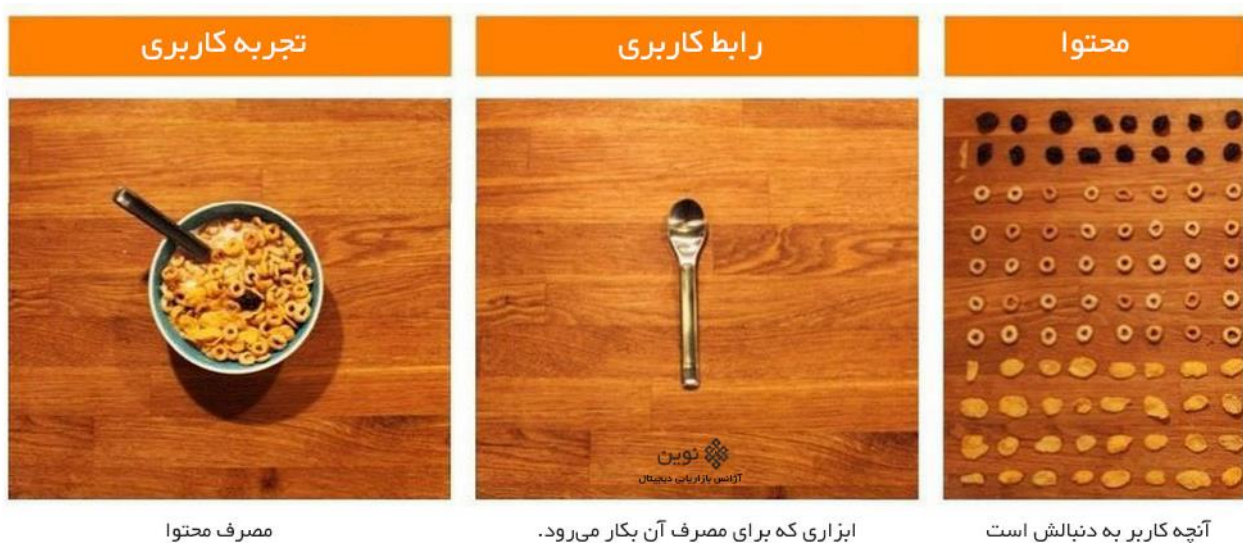 محتوا
رابط کاربری
تجربه کاربری
نوین
آژانس بازاریابی دیجیتال
آنچه کاربر به دنبالش است
ابزاری که برای مصرف آن بکار می‌رود.
مصرف محتوا